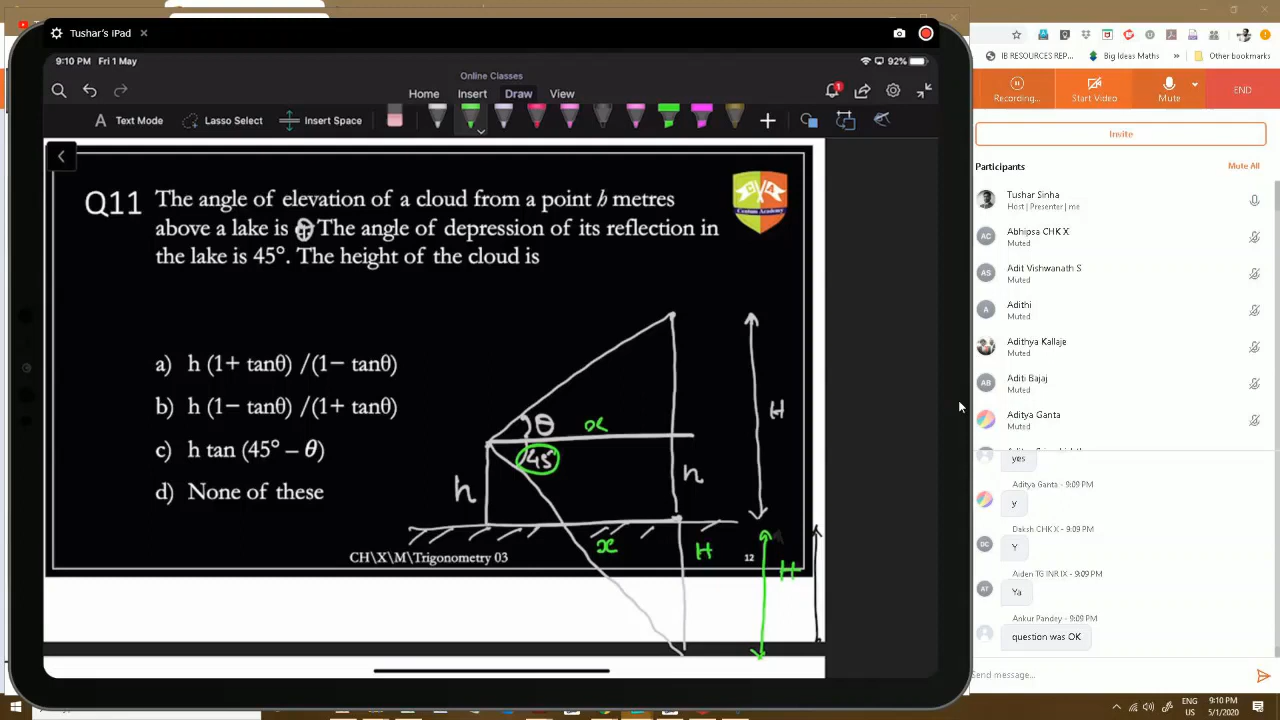 Tushar's iPad
9:10 PM Fri 1 May
92%
Online Classes
Home Insert Draw View
Text Mode Lasso Select Insert Space
Q11 The angle of elevation of a cloud from a point h metres
above a lake is θ The angle of depression of its reflection in
the lake is 45°. The height of the cloud is
Custom Academy
a) h (1+ tanθ) /(1− tanθ)
b) h (1− tanθ) /(1+ tanθ)
c) h tan (45° − θ)
d) None of these
θ
x
45°
h
h
H
x
H
H
CH\X\M\Trigonometry 03
12
IB RESOURCES REP... Big Ideas Maths » Other bookmarks
Recording... Start Video Mute END
Invite
Participants Mute All
Tushar Sinha
Host | Presenter | me
AC Abhipsa CHK X
Muted
AS Adit Vishwanath S
Muted
A Adithi
Muted
Adithya Kallaje
Muted
AB Aditi Bajaj
Muted
Aditya Ganta
Muted
yes
Aditya Ganta - 9:09 PM
y
Daksh CHK X - 9:09 PM
DC Y
Aiden TG INR IX - 9:09 PM
AT Ya
Ankur Pandey - 9:09 PM
question was OK
Send message...
ENG
US
9:10 PM
5/1/2020